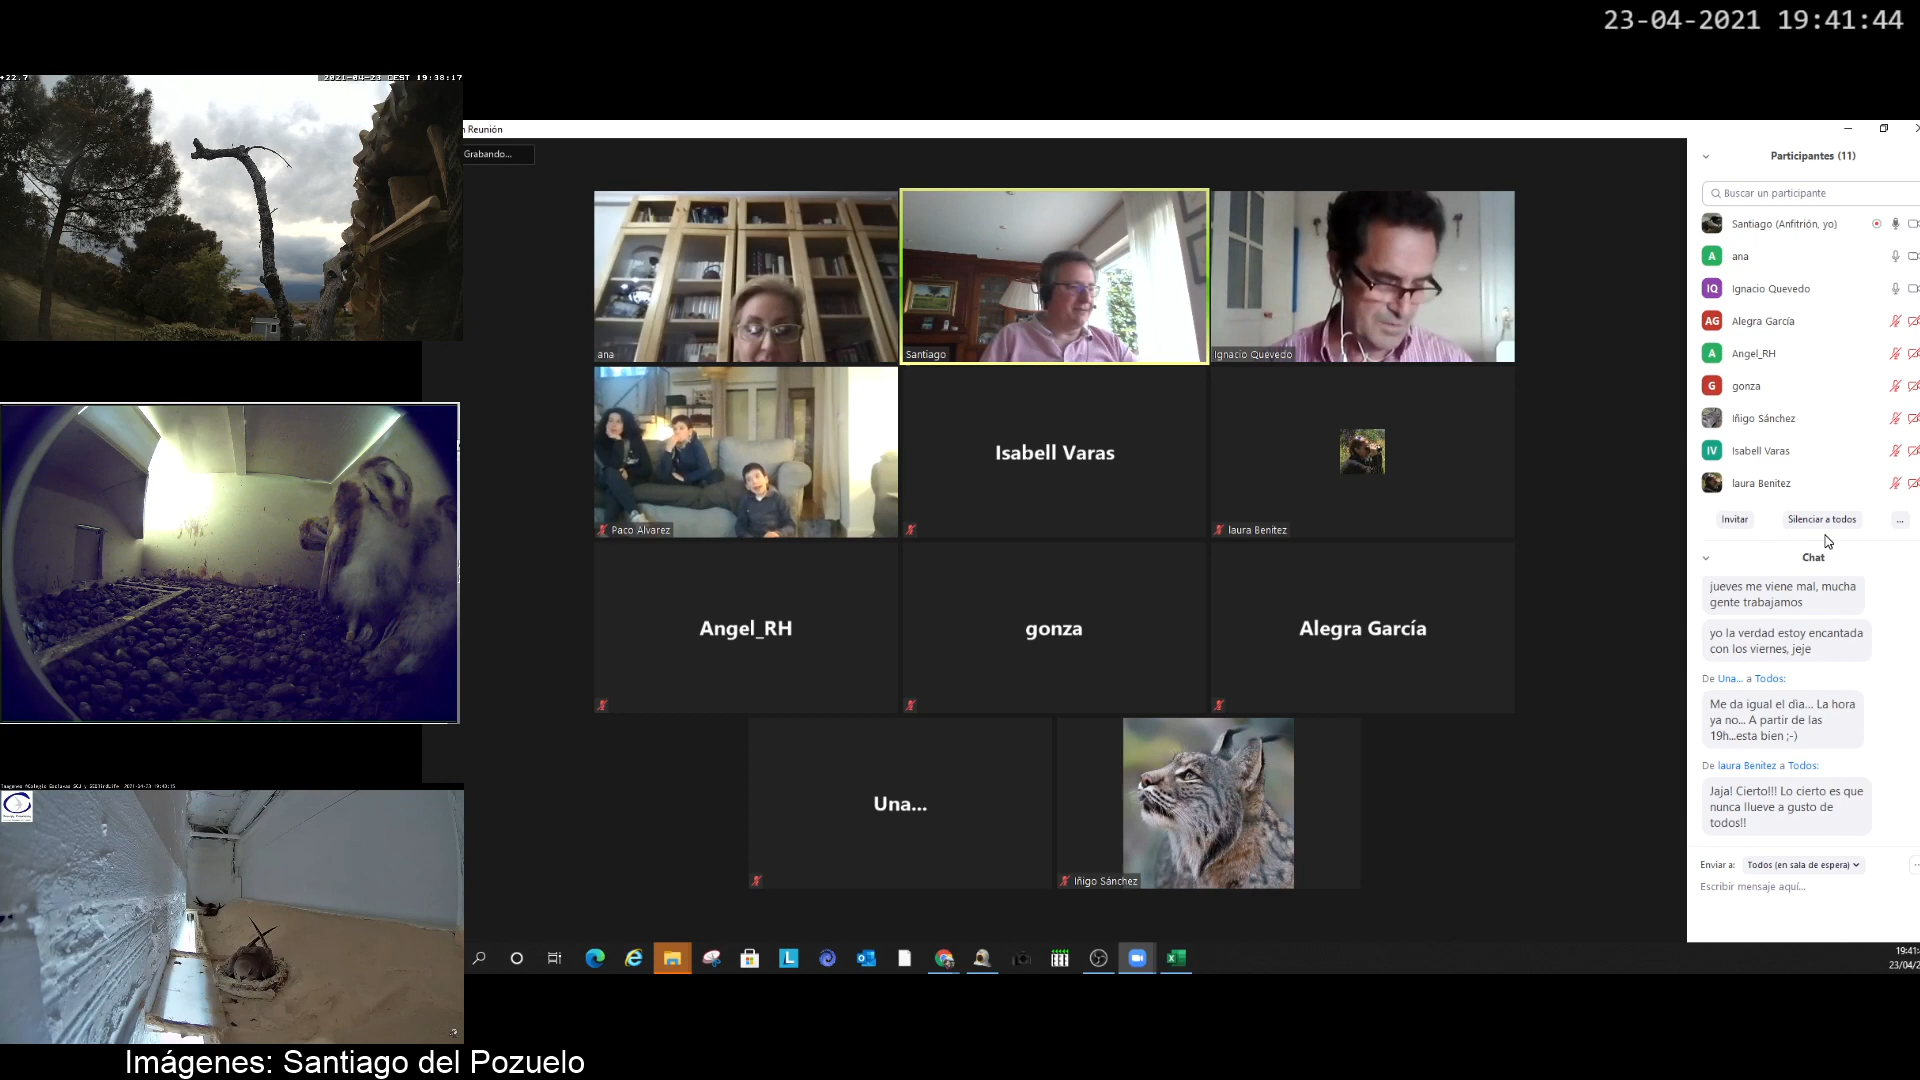 23-04-2021 19:41:44
+22.7
2021-04-23 CEST 19:38:17
Reunión
Grabando...
ana
Santiago
Ignacio Quevedo
Paco Alvarez
Isabell Varas
laura Benitez
Angel_RH
gonza
Alegra García
Una...
Iñigo Sánchez
Participantes (11)
Buscar un participante
Santiago (Anfitrión, yo)
A
ana
IQ
Ignacio Quevedo
AG
Alegra García
A
Angel_RH
G
gonza
Iñigo Sánchez
IV
Isabell Varas
laura Benitez
Invitar
Silenciar a todos
...
Chat
jueves me viene mal, mucha
gente trabajamos
yo la verdad estoy encantada
con los viernes, jeje
De Una... a Todos:
Me da igual el dia... La hora
ya no... A partir de las
19h...esta bien ;-)
De laura Benitez a Todos:
Jaja! Cierto!!! Lo cierto es que
nunca llueve a gusto de
todos!!
Enviar a:
Todos (en sala de espera)
Escribir mensaje aquí...
19:41:
23/04/2
Imágenes: Santiago del Pozuelo